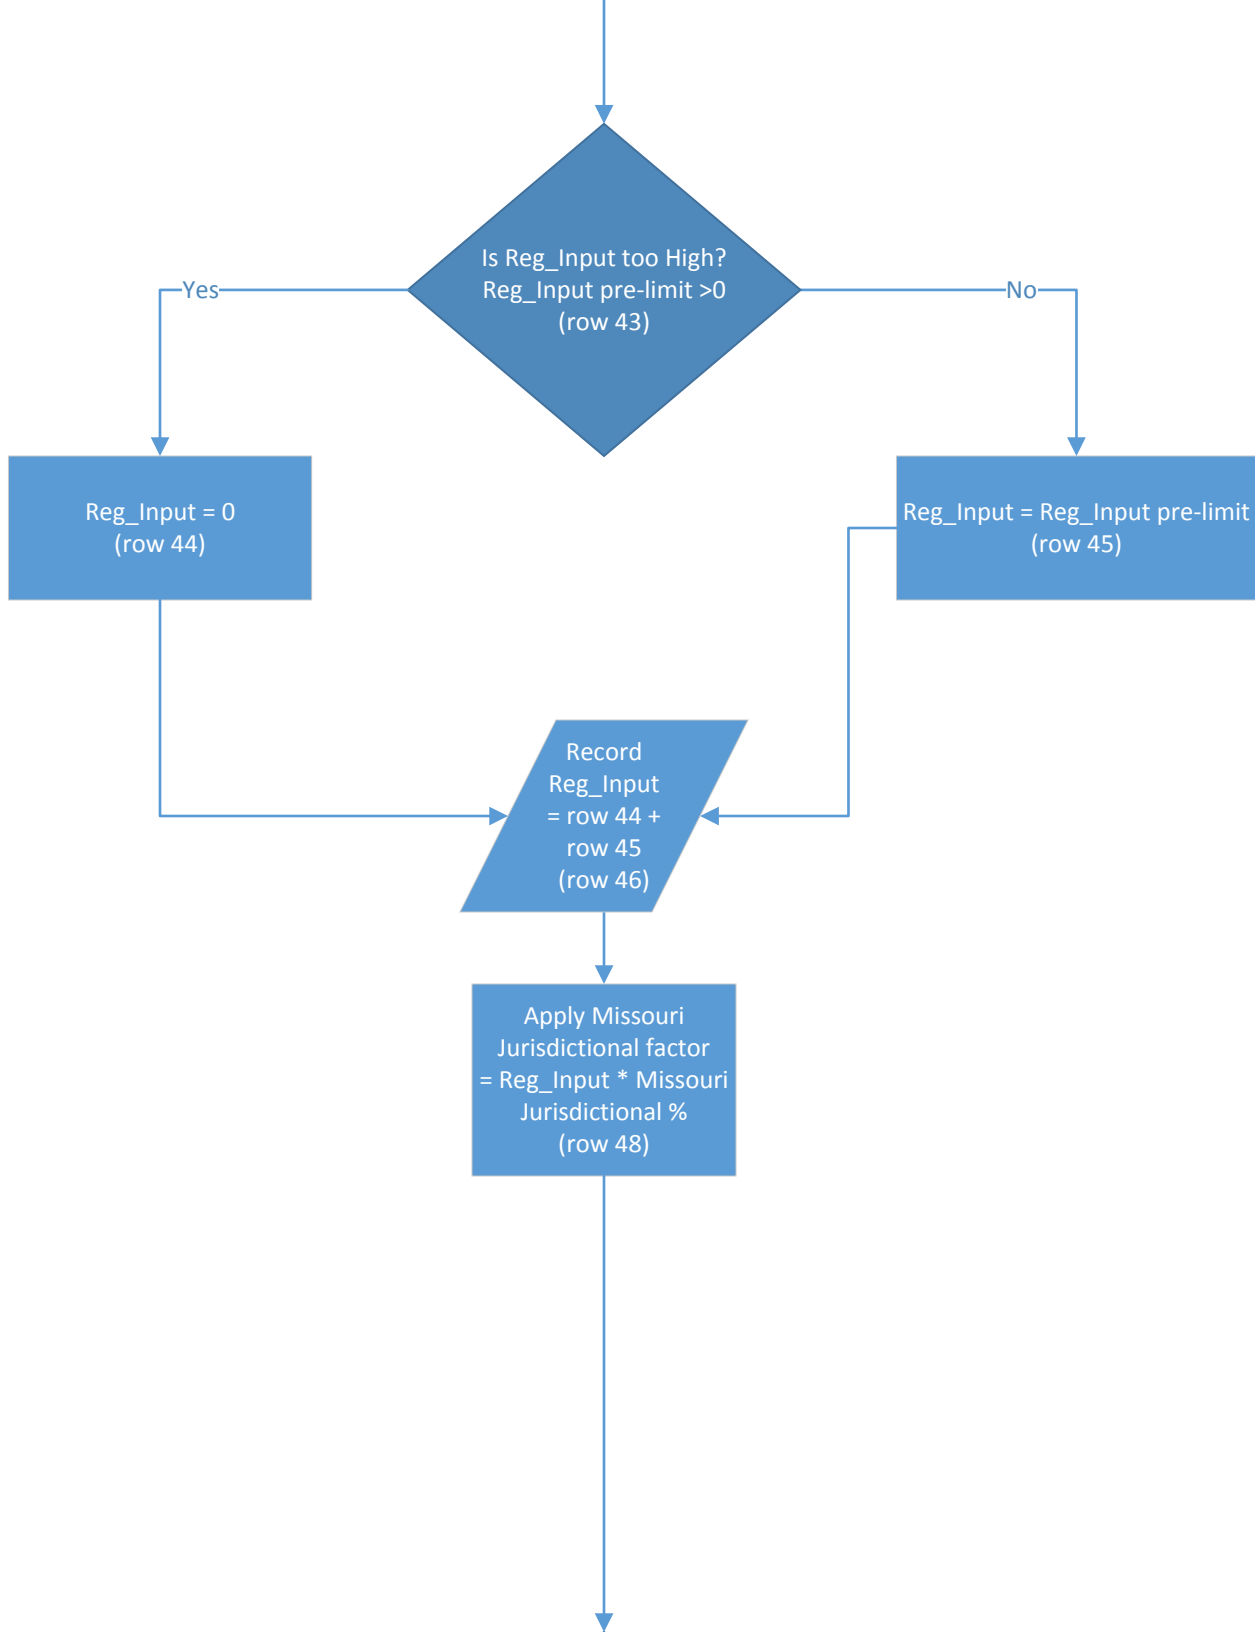 Is Reg_Input too High?
Reg_Input pre-limit >0
(row 43)
Yes
No
Reg_Input = 0
(row 44)
Reg_Input = Reg_Input pre-limit
(row 45)
Record
Reg_Input
= row 44 +
row 45
(row 46)
Apply Missouri
Jurisdictional factor
= Reg_Input * Missouri
Jurisdictional %
(row 48)